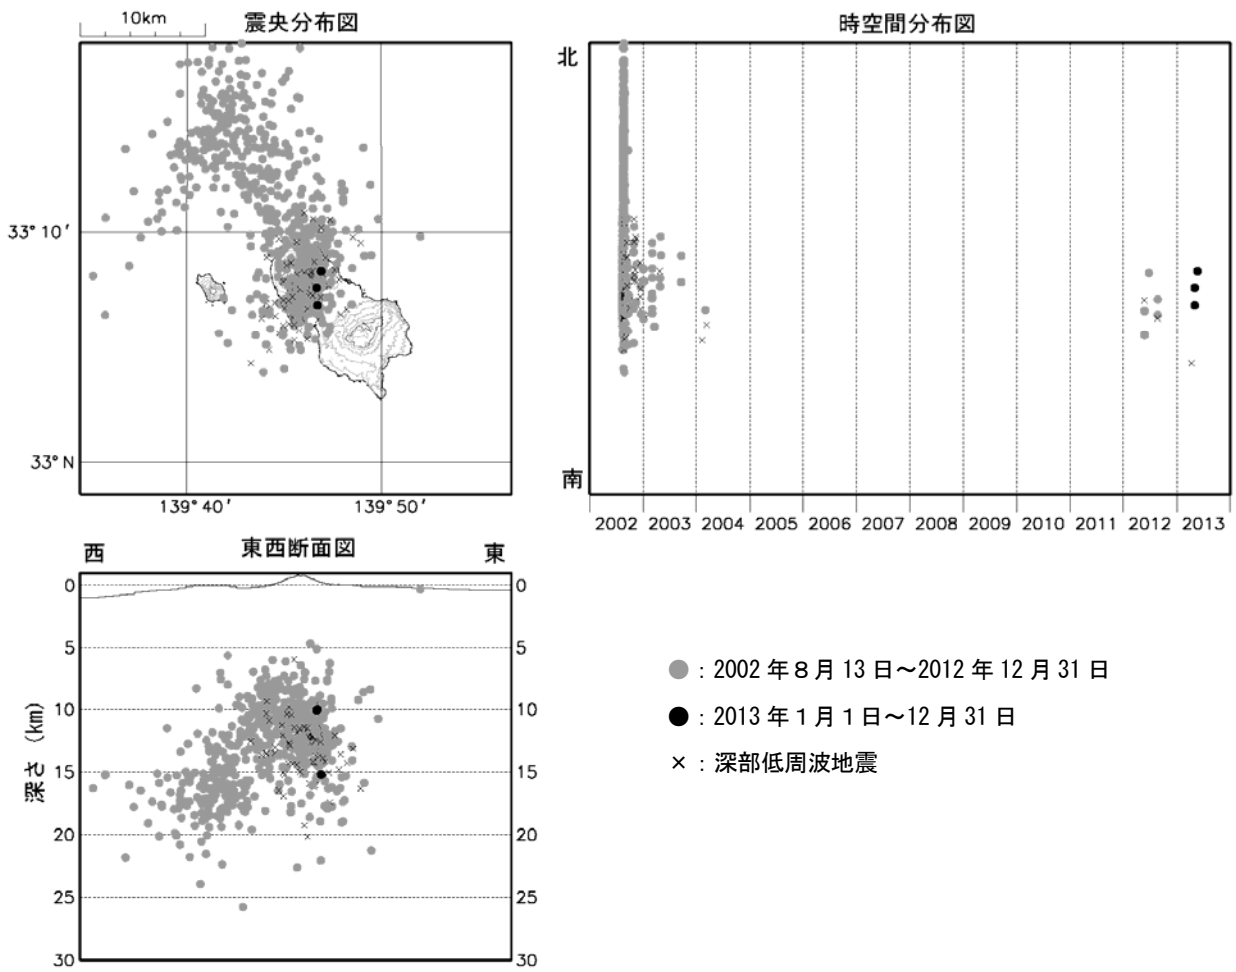 10km
震央分布図
33°10′
33°N
139°40′
139°50′
時空間分布図
北
南
2002 2003 2004 2005 2006 2007 2008 2009 2010 2011 2012 2013
西
東西断面図
東
深さ (km)
0
5
10
15
20
25
30
0
5
10
15
20
25
30
● : 2002 年8月 13 日～2012 年 12 月 31 日
● : 2013 年1月1日～12 月 31 日
× : 深部低周波地震